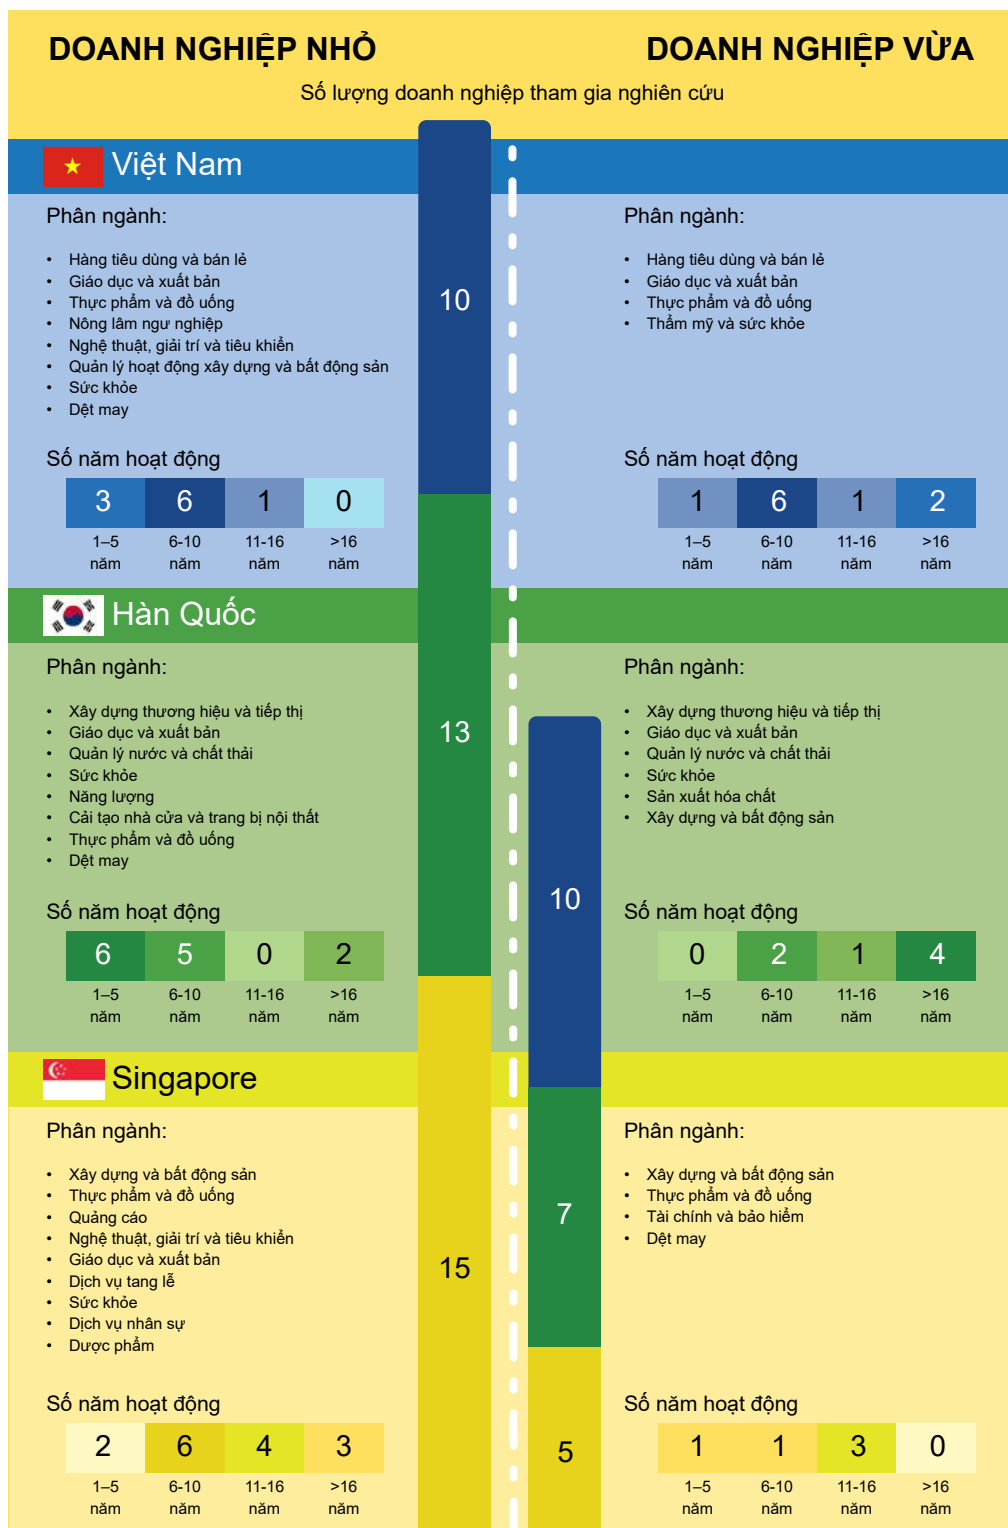 DOANH NGHIỆP NHỎ
DOANH NGHIỆP VỪA
Số lượng doanh nghiệp tham gia nghiên cứu
Việt Nam
Phân ngành:
• Hàng tiêu dùng và bán lẻ
• Giáo dục và xuất bản
• Thực phẩm và đồ uống
• Nông lâm ngư nghiệp
• Nghệ thuật, giải trí và tiêu khiển
• Quản lý hoạt động xây dựng và bất động sản
• Sức khỏe
• Dệt may
Số năm hoạt động
3 6 1 0
1–5 6-10 11-16 >16
năm năm năm năm
10
Phân ngành:
• Hàng tiêu dùng và bán lẻ
• Giáo dục và xuất bản
• Thực phẩm và đồ uống
• Thẩm mỹ và sức khỏe
Số năm hoạt động
1 6 1 2
1–5 6-10 11-16 >16
năm năm năm năm
Hàn Quốc
Phân ngành:
• Xây dựng thương hiệu và tiếp thị
• Giáo dục và xuất bản
• Quản lý nước và chất thải
• Sức khỏe
• Năng lượng
• Cải tạo nhà cửa và trang bị nội thất
• Thực phẩm và đồ uống
• Dệt may
Số năm hoạt động
6 5 0 2
1–5 6-10 11-16 >16
năm năm năm năm
13
10
Phân ngành:
• Xây dựng thương hiệu và tiếp thị
• Giáo dục và xuất bản
• Quản lý nước và chất thải
• Sức khỏe
• Sản xuất hóa chất
• Xây dựng và bất động sản
Số năm hoạt động
0 2 1 4
1–5 6-10 11-16 >16
năm năm năm năm
Singapore
Phân ngành:
• Xây dựng và bất động sản
• Thực phẩm và đồ uống
• Quảng cáo
• Nghệ thuật, giải trí và tiêu khiển
• Giáo dục và xuất bản
• Dịch vụ tang lễ
• Sức khỏe
• Dịch vụ nhân sự
• Dược phẩm
Số năm hoạt động
2 6 4 3
1–5 6-10 11-16 >16
năm năm năm năm
15
7
5
Phân ngành:
• Xây dựng và bất động sản
• Thực phẩm và đồ uống
• Tài chính và bảo hiểm
• Dệt may
Số năm hoạt động
1 1 3 0
1–5 6-10 11-16 >16
năm năm năm năm